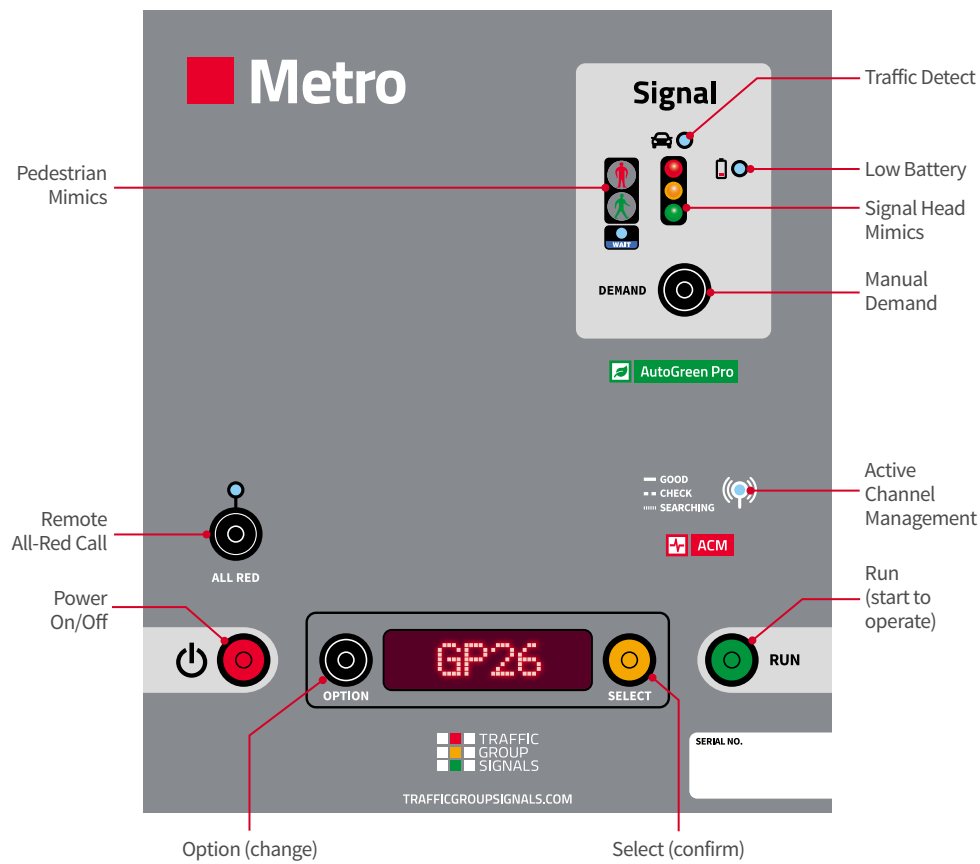 Metro
Signal
Traffic Detect
Low Battery
Pedestrian
Mimics
WAIT
Signal Head
Mimics
DEMAND
Manual
Demand
AutoGreen Pro
GOOD
CHECK
SEARCHING
Active
Channel
Management
ACM
Remote
All-Red Call
ALL RED
Power
On/Off
Run
(start to
operate)
OPTION
GP26
SELECT
RUN
TRAFFIC
GROUP
SIGNALS
TRAFFICGROUPSIGNALS.COM
SERIAL NO.
Option (change)
Select (confirm)